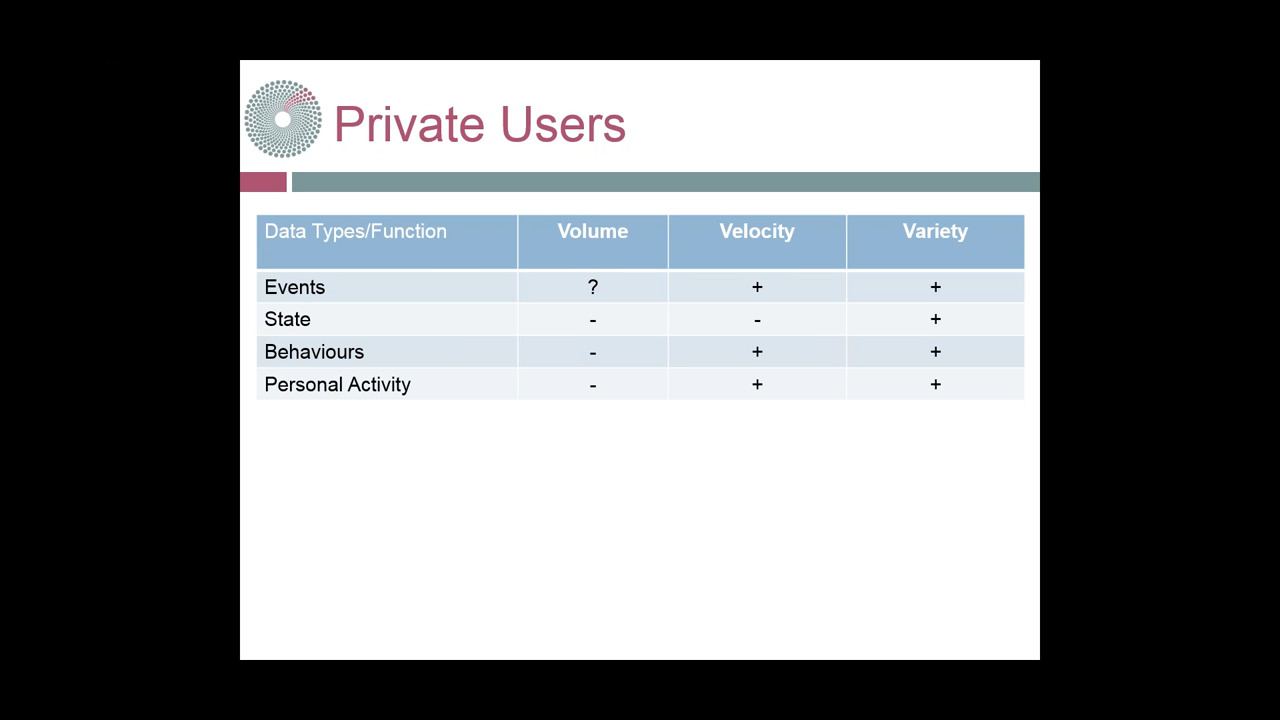 Private Users
Data Types/Function Volume Velocity Variety
Events ? + +
State - - +
Behaviours - + +
Personal Activity - + +